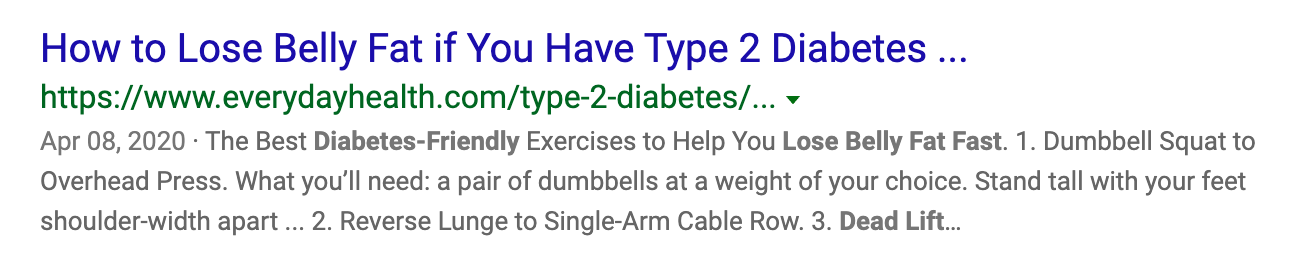 How to Lose Belly Fat if You Have Type 2 Diabetes ...
https://www.everydayhealth.com/type-2-diabetes/...
Apr 08, 2020 · The Best Diabetes-Friendly Exercises to Help You Lose Belly Fat Fast. 1. Dumbbell Squat to
Overhead Press. What you’ll need: a pair of dumbbells at a weight of your choice. Stand tall with your feet
shoulder-width apart ... 2. Reverse Lunge to Single-Arm Cable Row. 3. Dead Lift…